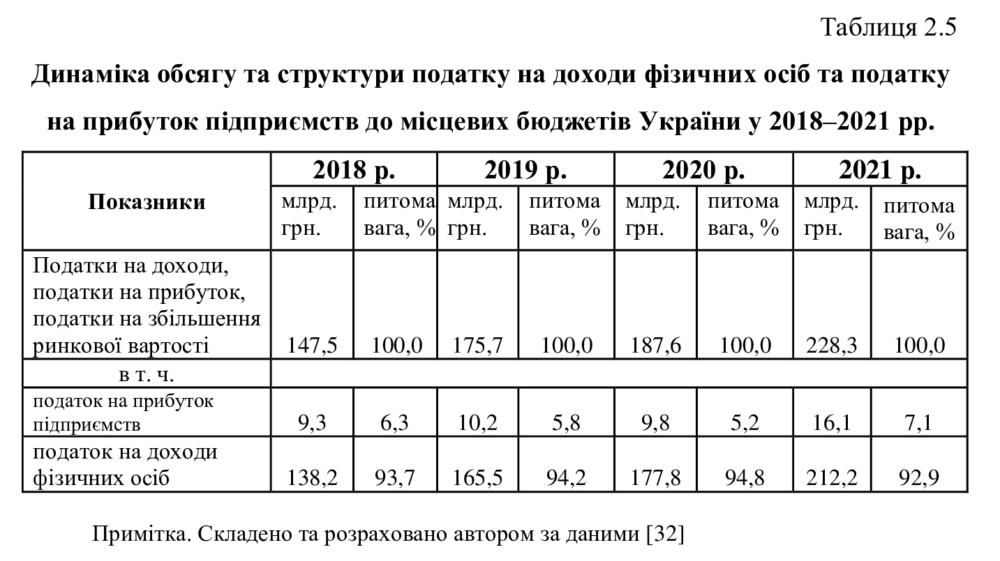 Таблиця 2.5
Динаміка обсягу та структури податку на доходи фізичних осіб та податку
на прибуток підприємств до місцевих бюджетів України у 2018–2021 рр.
Показники 2018 р. 2019 р. 2020 р. 2021 р.
млрд. питома млрд. питома млрд. питома млрд. питома
грн. вага, % грн. вага, % грн. вага, % грн. вага, %
Податки на доходи,
податки на прибуток,
податки на збільшення
ринкової вартості 147,5 100,0 175,7 100,0 187,6 100,0 228,3 100,0
в т. ч.
податок на прибуток
підприємств 9,3 6,3 10,2 5,8 9,8 5,2 16,1 7,1
податок на доходи
фізичних осіб 138,2 93,7 165,5 94,2 177,8 94,8 212,2 92,9
Примітка. Складено та розраховано автором за даними [32]